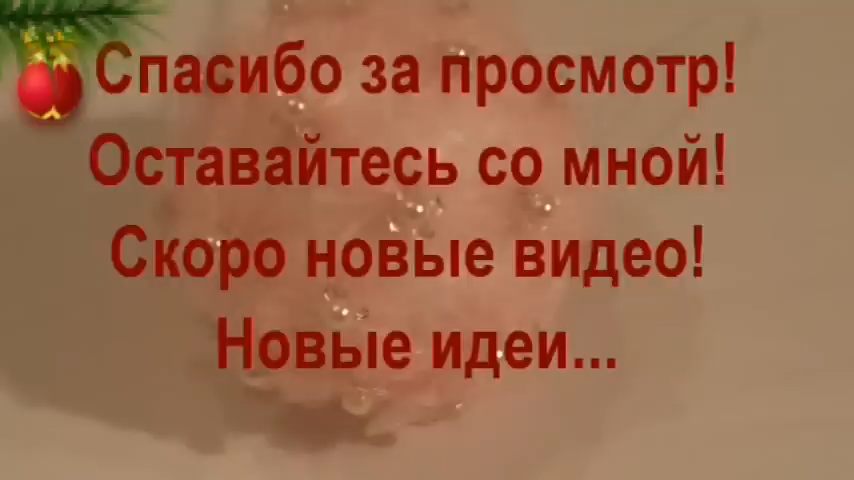 Спасибо за просмотр!
Оставайтесь со мной!
Скоро новые видео!
Новые идеи...